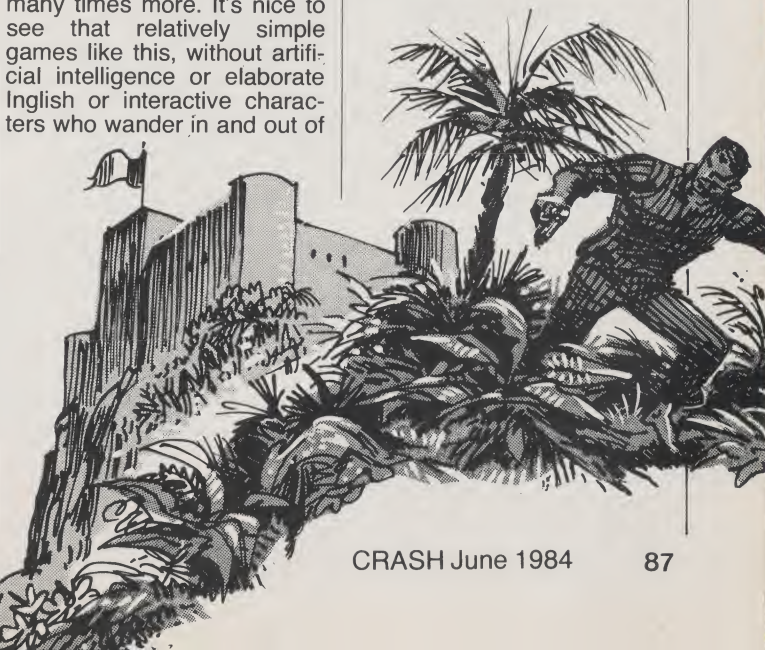 many times more. It's nice to
see that relatively simple
games like this, without artifi-
cial intelligence or elaborate
Inglish or interactive charac-
ters who wander in and out of
CRASH June 1984 87